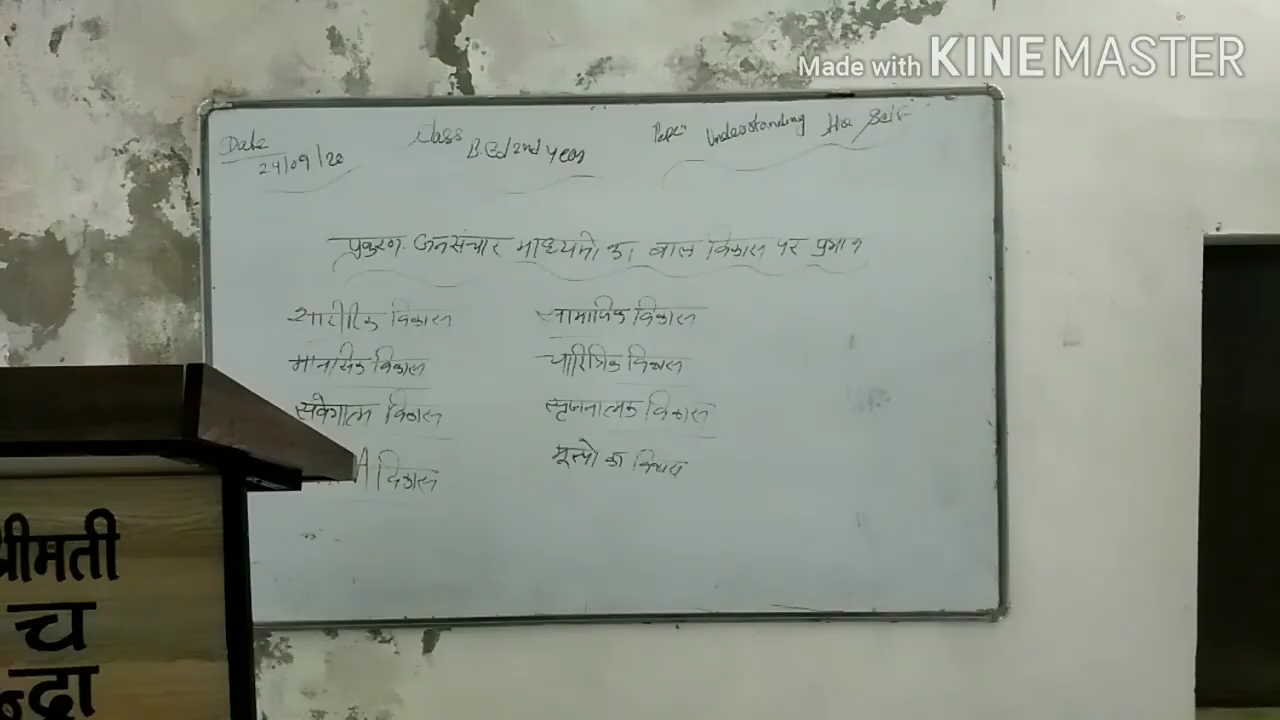 Made with KINEMASTER
Date Class Paper Understanding the Self
24/09/20 B.Ed 2nd year
प्रकरण जनसंचार माध्यमो का बाल विकास पर प्रभाव
शारीरिक विकास सामाजिक विकास
मानसिक विकास चारित्रिक विकास
संवेगात्म विकास सृजनात्मक विकास
विकास मूल्यो का विकास
श्रीमती
च
न्द्रा